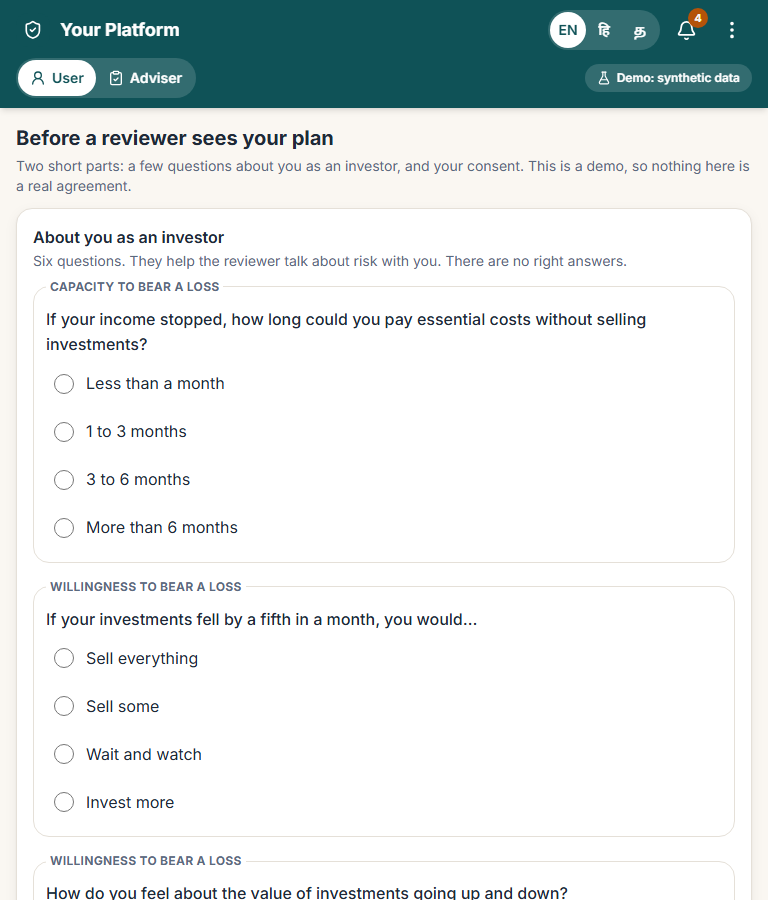 Your Platform
EN हि த
4
User
Adviser
Demo: synthetic data
Before a reviewer sees your plan
Two short parts: a few questions about you as an investor, and your consent. This is a demo, so nothing here is
a real agreement.
About you as an investor
Six questions. They help the reviewer talk about risk with you. There are no right answers.
CAPACITY TO BEAR A LOSS
If your income stopped, how long could you pay essential costs without selling
investments?
Less than a month
1 to 3 months
3 to 6 months
More than 6 months
WILLINGNESS TO BEAR A LOSS
If your investments fell by a fifth in a month, you would…
Sell everything
Sell some
Wait and watch
Invest more
WILLINGNESS TO BEAR A LOSS
How do you feel about the value of investments going up and down?